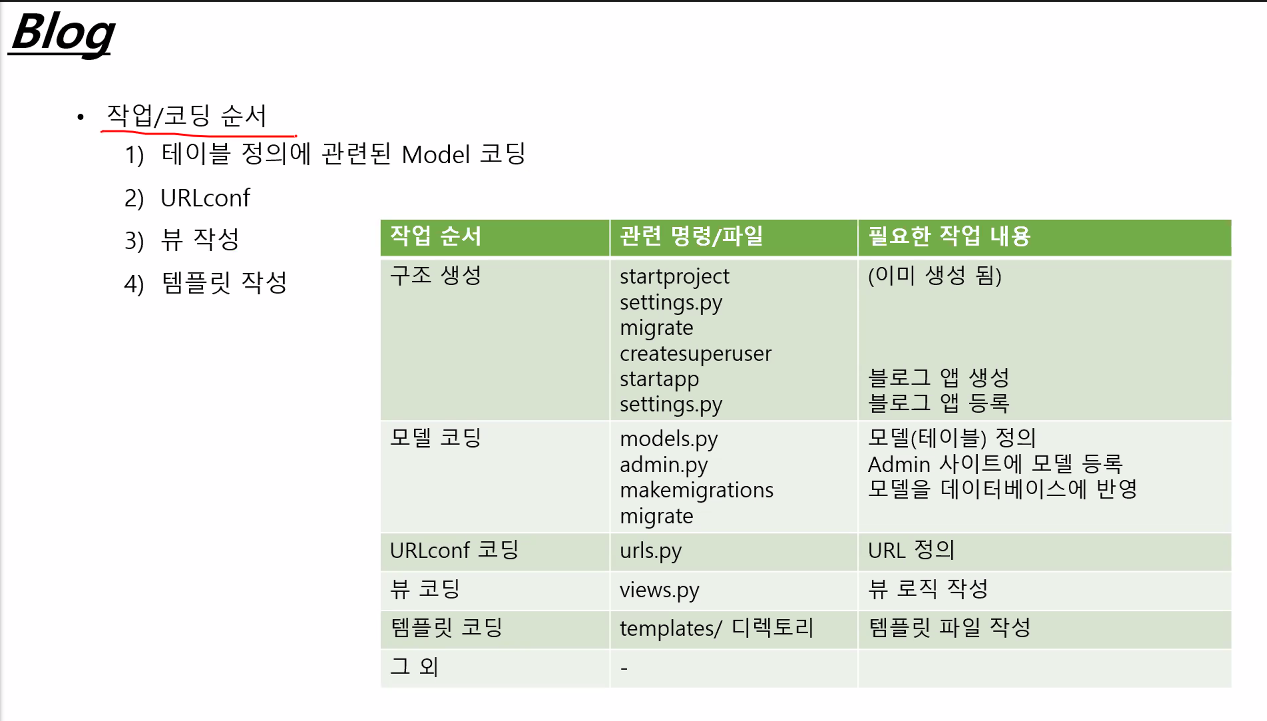 Blog
• 작업/코딩 순서
1) 테이블 정의에 관련된 Model 코딩
2) URLconf
3) 뷰 작성
4) 템플릿 작성
작업 순서 관련 명령/파일 필요한 작업 내용
구조 생성 startproject (이미 생성 됨)
settings.py
migrate
createsuperuser
startapp 블로그 앱 생성
settings.py 블로그 앱 등록
모델 코딩 models.py 모델(테이블) 정의
admin.py Admin 사이트에 모델 등록
makemigrations 모델을 데이터베이스에 반영
migrate
URLconf 코딩 urls.py URL 정의
뷰 코딩 views.py 뷰 로직 작성
템플릿 코딩 templates/ 디렉토리 템플릿 파일 작성
그 외 -